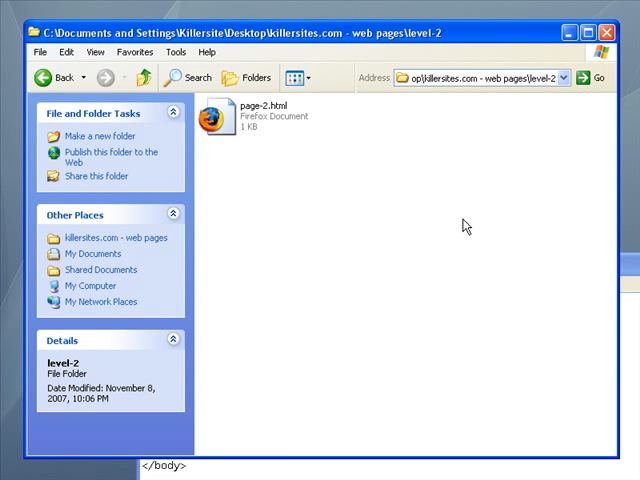 C:\Documents and Settings\Killersite\Desktop\killersites.com - web pages\level-2
File Edit View Favorites Tools Help
Back Search Folders Address op\killersites.com - web pages\level-2 Go
File and Folder Tasks
Make a new folder
Publish this folder to the
Web
Share this folder
Other Places
killersites.com - web pages
My Documents
Shared Documents
My Computer
My Network Places
Details
level-2
File Folder
Date Modified: November 8,
2007, 10:06 PM
page-2.html
Firefox Document
1 KB
</body>